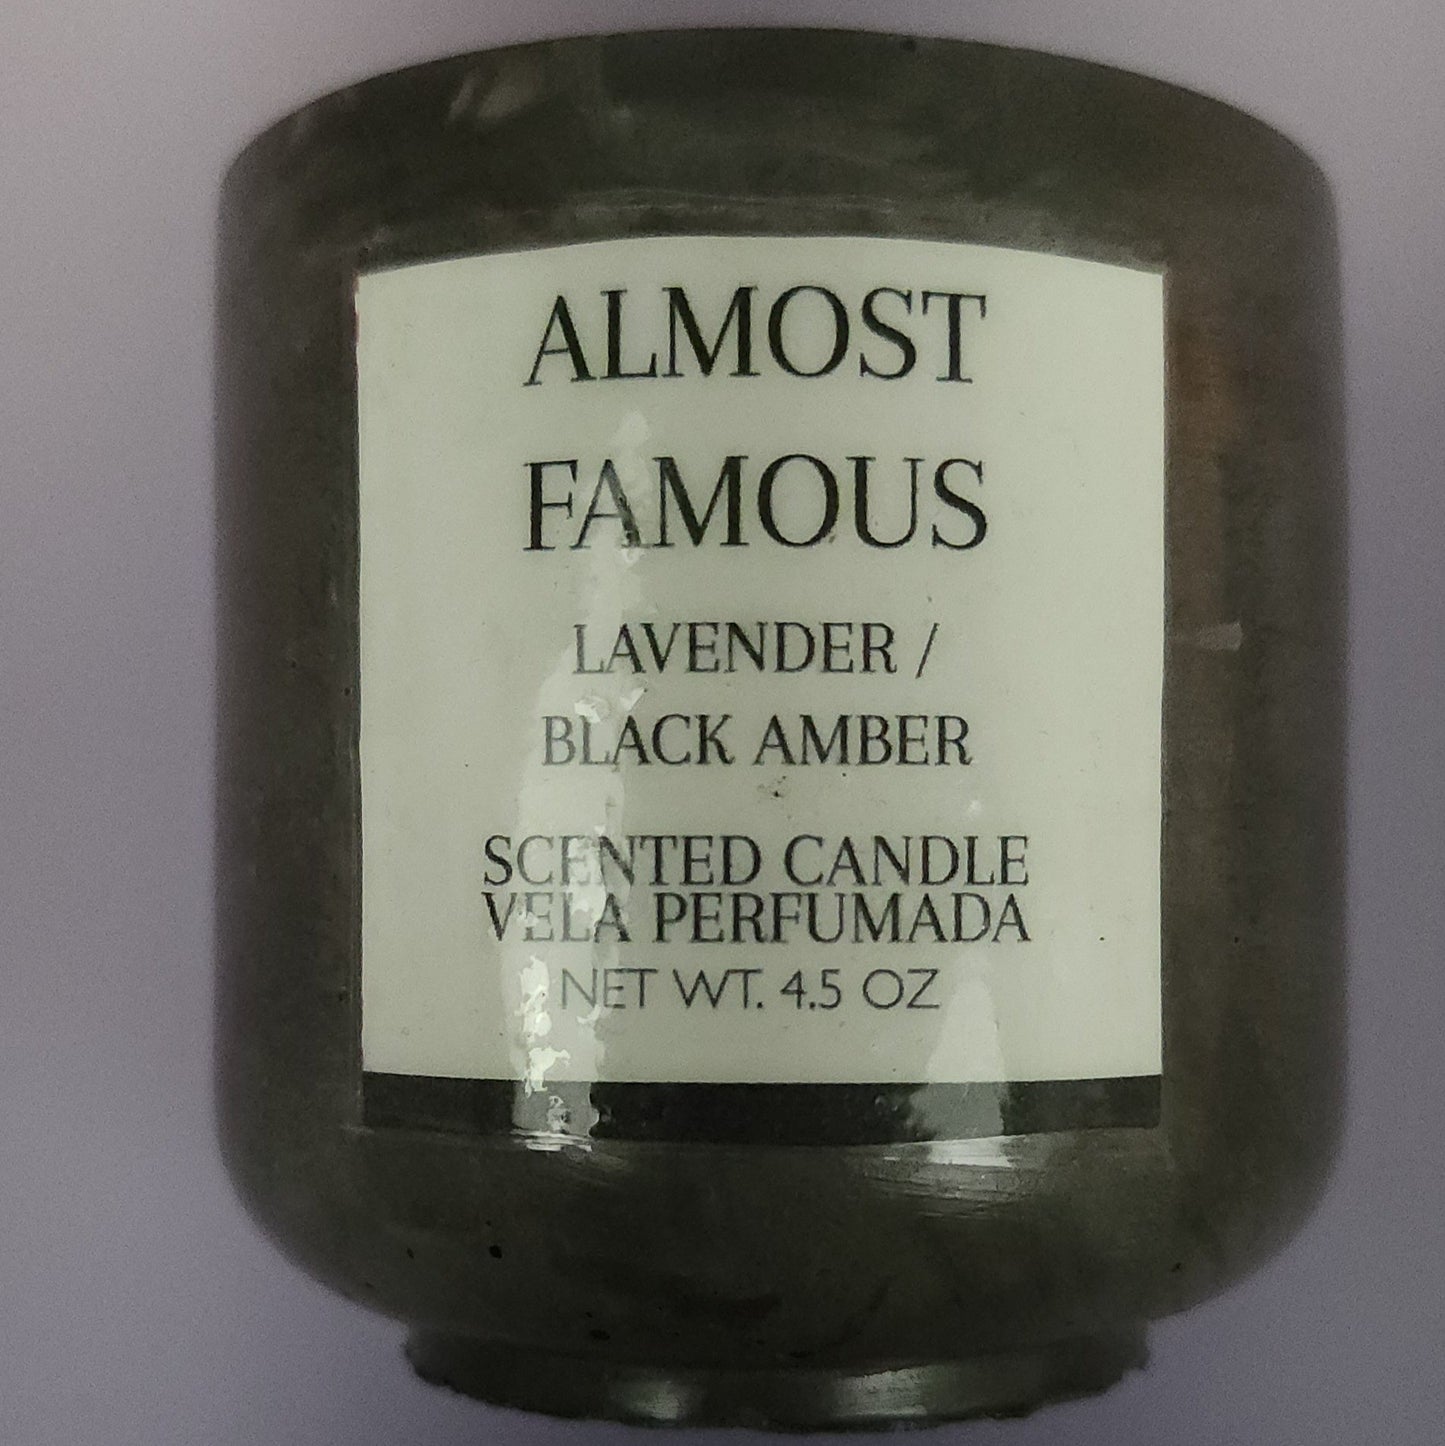 ALMOST
FAMOUS
LAVENDER /
BLACK AMBER
SCENTED CANDLE
VELA PERFUMADA
NET WT. 4.5 OZ